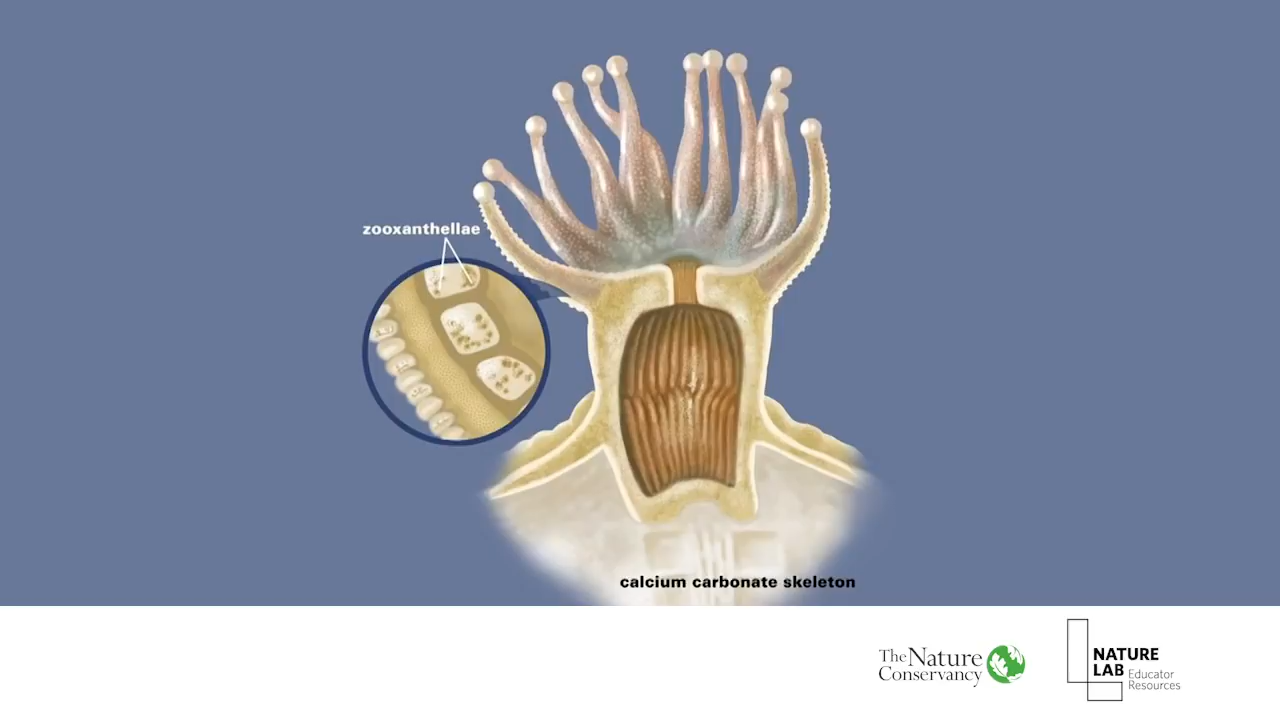 zooxanthellae
calcium carbonate skeleton
The Nature
Conservancy
NATURE
LAB Educator
Resources